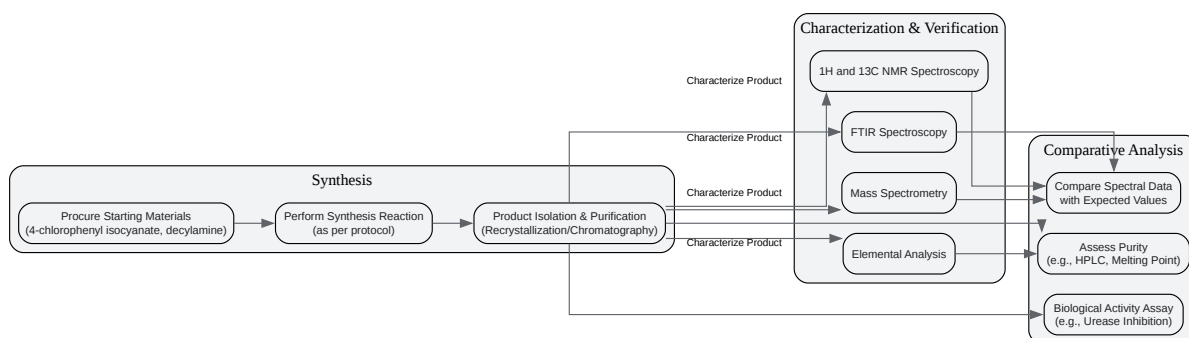 Synthesis
Procure Starting Materials
(4-chlorophenyl isocyanate, decylamine)
Perform Synthesis Reaction
(as per protocol)
Product Isolation & Purification
(Recrystallization/Chromatography)
Characterize Product
Characterize Product
Characterize Product
Characterize Product
Characterization & Verification
1H and 13C NMR Spectroscopy
FTIR Spectroscopy
Mass Spectrometry
Elemental Analysis
Comparative Analysis
Compare Spectral Data
with Expected Values
Assess Purity
(e.g., HPLC, Melting Point)
Biological Activity Assay
(e.g., Urease Inhibition)